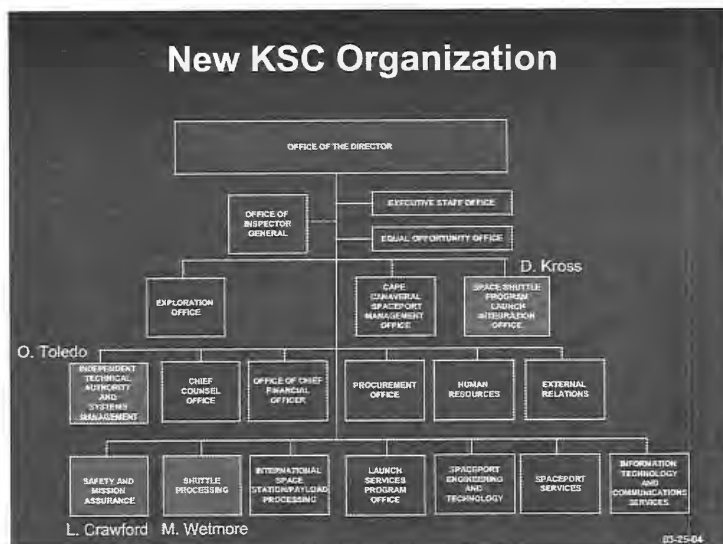 New KSC Organization
OFFICE OF THE DIRECTOR
OFFICE OF
INSPECTOR
GENERAL
EXECUTIVE STAFF OFFICE
EQUAL OPPORTUNITY OFFICE
D. Kross
EXPLORATION
OFFICE
CAPE
CANAVERAL
SPACEPORT
MANAGEMENT
OFFICE
SPACE SHUTTLE
PROGRAM
LAUNCH
INTEGRATION
OFFICE
O. Toledo
INDEPENDENT
TECHNICAL
AUTHORITY
AND
SYSTEMS
MANAGEMENT
CHIEF
COUNSEL
OFFICE
OFFICE OF CHIEF
FINANCIAL
OFFICER
PROCUREMENT
OFFICE
HUMAN
RESOURCES
EXTERNAL
RELATIONS
SAFETY AND
MISSION
ASSURANCE
SHUTTLE
PROCESSING
INTERNATIONAL
SPACE
STATION/PAYLOAD
PROCESSING
LAUNCH
SERVICES
PROGRAM
OFFICE
SPACEPORT
ENGINEERING
AND
TECHNOLOGY
SPACEPORT
SERVICES
INFORMATION
TECHNOLOGY
AND
COMMUNICATIONS
SERVICES
L. Crawford
M. Wetmore
03-25-04